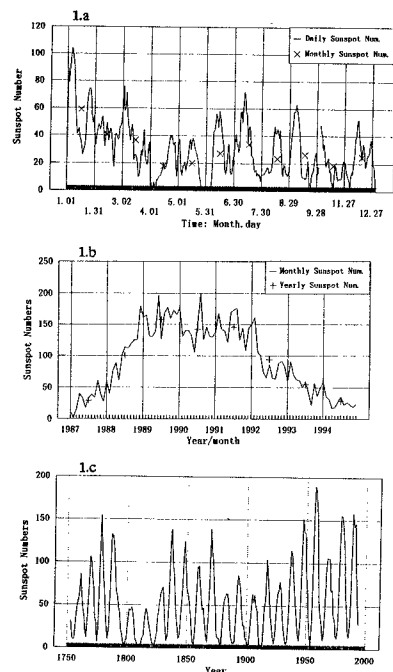 1.a
Daily Sunspot Num.
Monthly Sunspot Num.
Sunspot Number
120
100
80
60
40
20
0
1.01 3.02 5.01 6.30 8.29 11.27
1.31 4.01 5.31 7.30 9.28 12.27
Time: Month.day
1.b
Monthly Sunspot Num.
Yearly Sunspot Num.
Sunspot Numbers
250
200
150
100
50
0
1987 1988 1989 1990 1991 1992 1993 1994
Year/month
1.c
Sunspot Numbers
200
150
100
50
0
1750 1800 1850 1900 1950 2000
Year